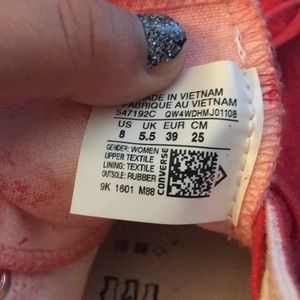 MADE IN VIETNAM
FABRIQUE AU VIETNAM
547192C QW4WDHMJ01108
US UK EUR CM
8 5.5 39 25
GENDER: WOMEN
UPPER: TEXTILE
LINING: TEXTILE
OUTSOLE: RUBBER
CONVERSE
9K 1601 M88